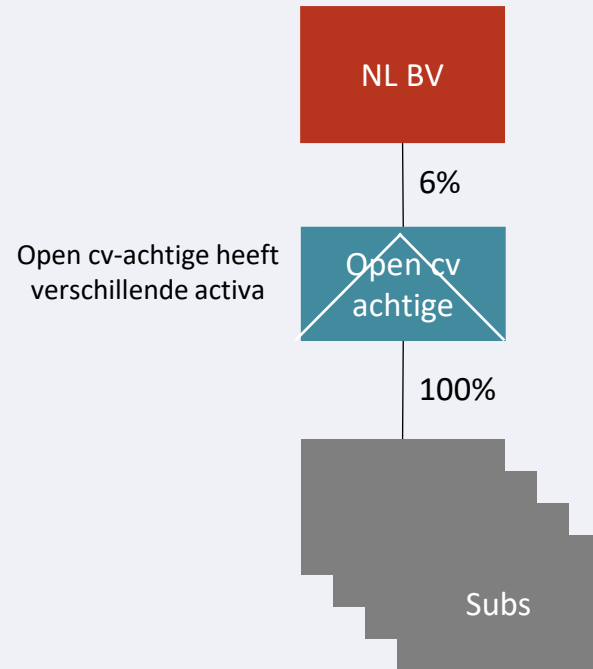 NL BV
6%
Open cv-achtige heeft
verschillende activa
Open cv
achtige
100%
Subs